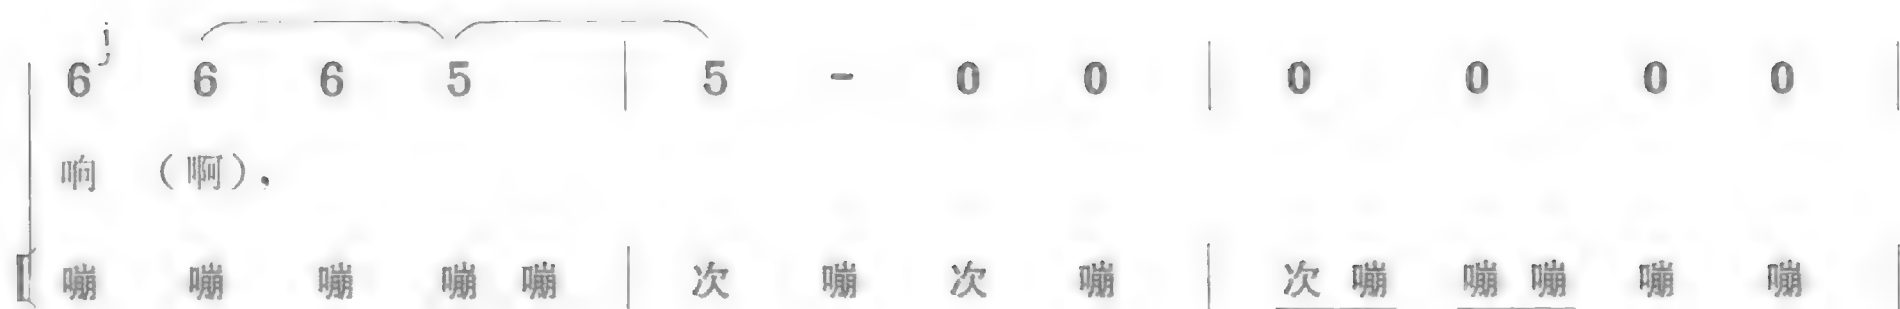 6 i 6 6 5 | 5 - 0 0 | 0 0 0 0 |
响 （啊）.
嘣 嘣 嘣 嘣 嘣 | 次 嘣 次 嘣 | 次 嘣 嘣 嘣 嘣 嘣 |